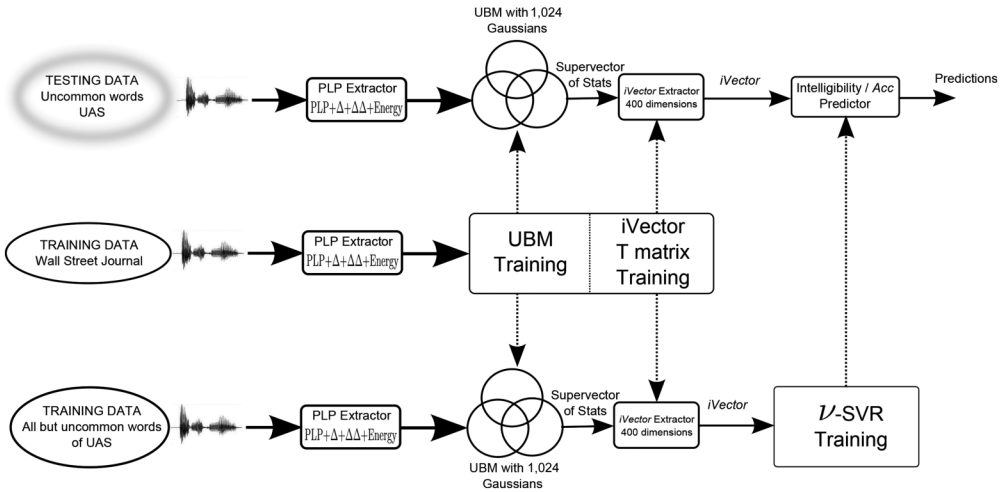 UBM with 1,024
Gaussians
TESTING DATA
Uncommon words
UAS
PLP Extractor
PLP+Δ+ΔΔ+Energy
Supervector
of Stats
iVector Extractor
400 dimensions
iVector
Intelligibility / Acc
Predictor
Predictions
TRAINING DATA
Wall Street Journal
PLP Extractor
PLP+Δ+ΔΔ+Energy
UBM
Training
iVector
T matrix
Training
TRAINING DATA
All but uncommon words
of UAS
PLP Extractor
PLP+Δ+ΔΔ+Energy
UBM with 1,024
Gaussians
Supervector
of Stats
iVector Extractor
400 dimensions
iVector
ν-SVR
Training